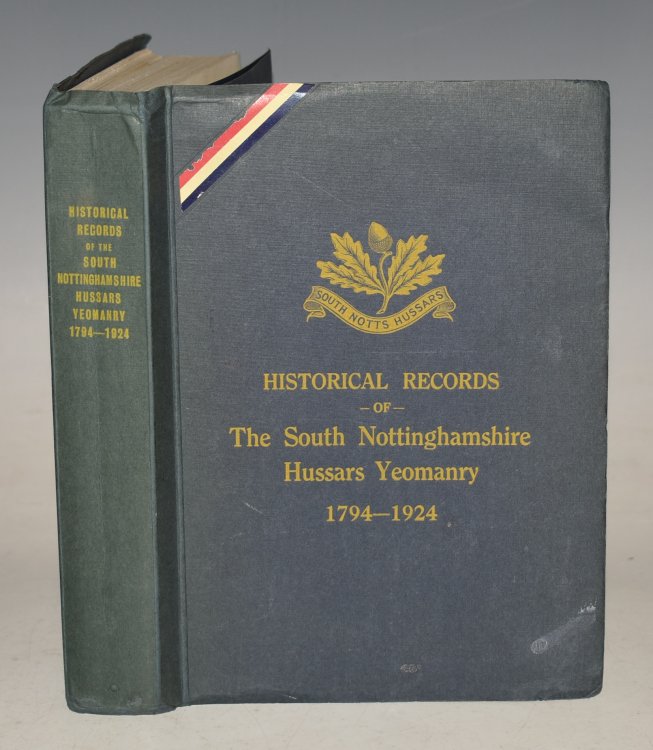 HISTORICAL
RECORDS
OF THE
SOUTH
NOTTINGHAMSHIRE
HUSSARS
YEOMANRY
1794—1924
SOUTH NOTTS HUSSARS
HISTORICAL RECORDS
—OF—
The South Nottinghamshire
Hussars Yeomanry
1794—1924